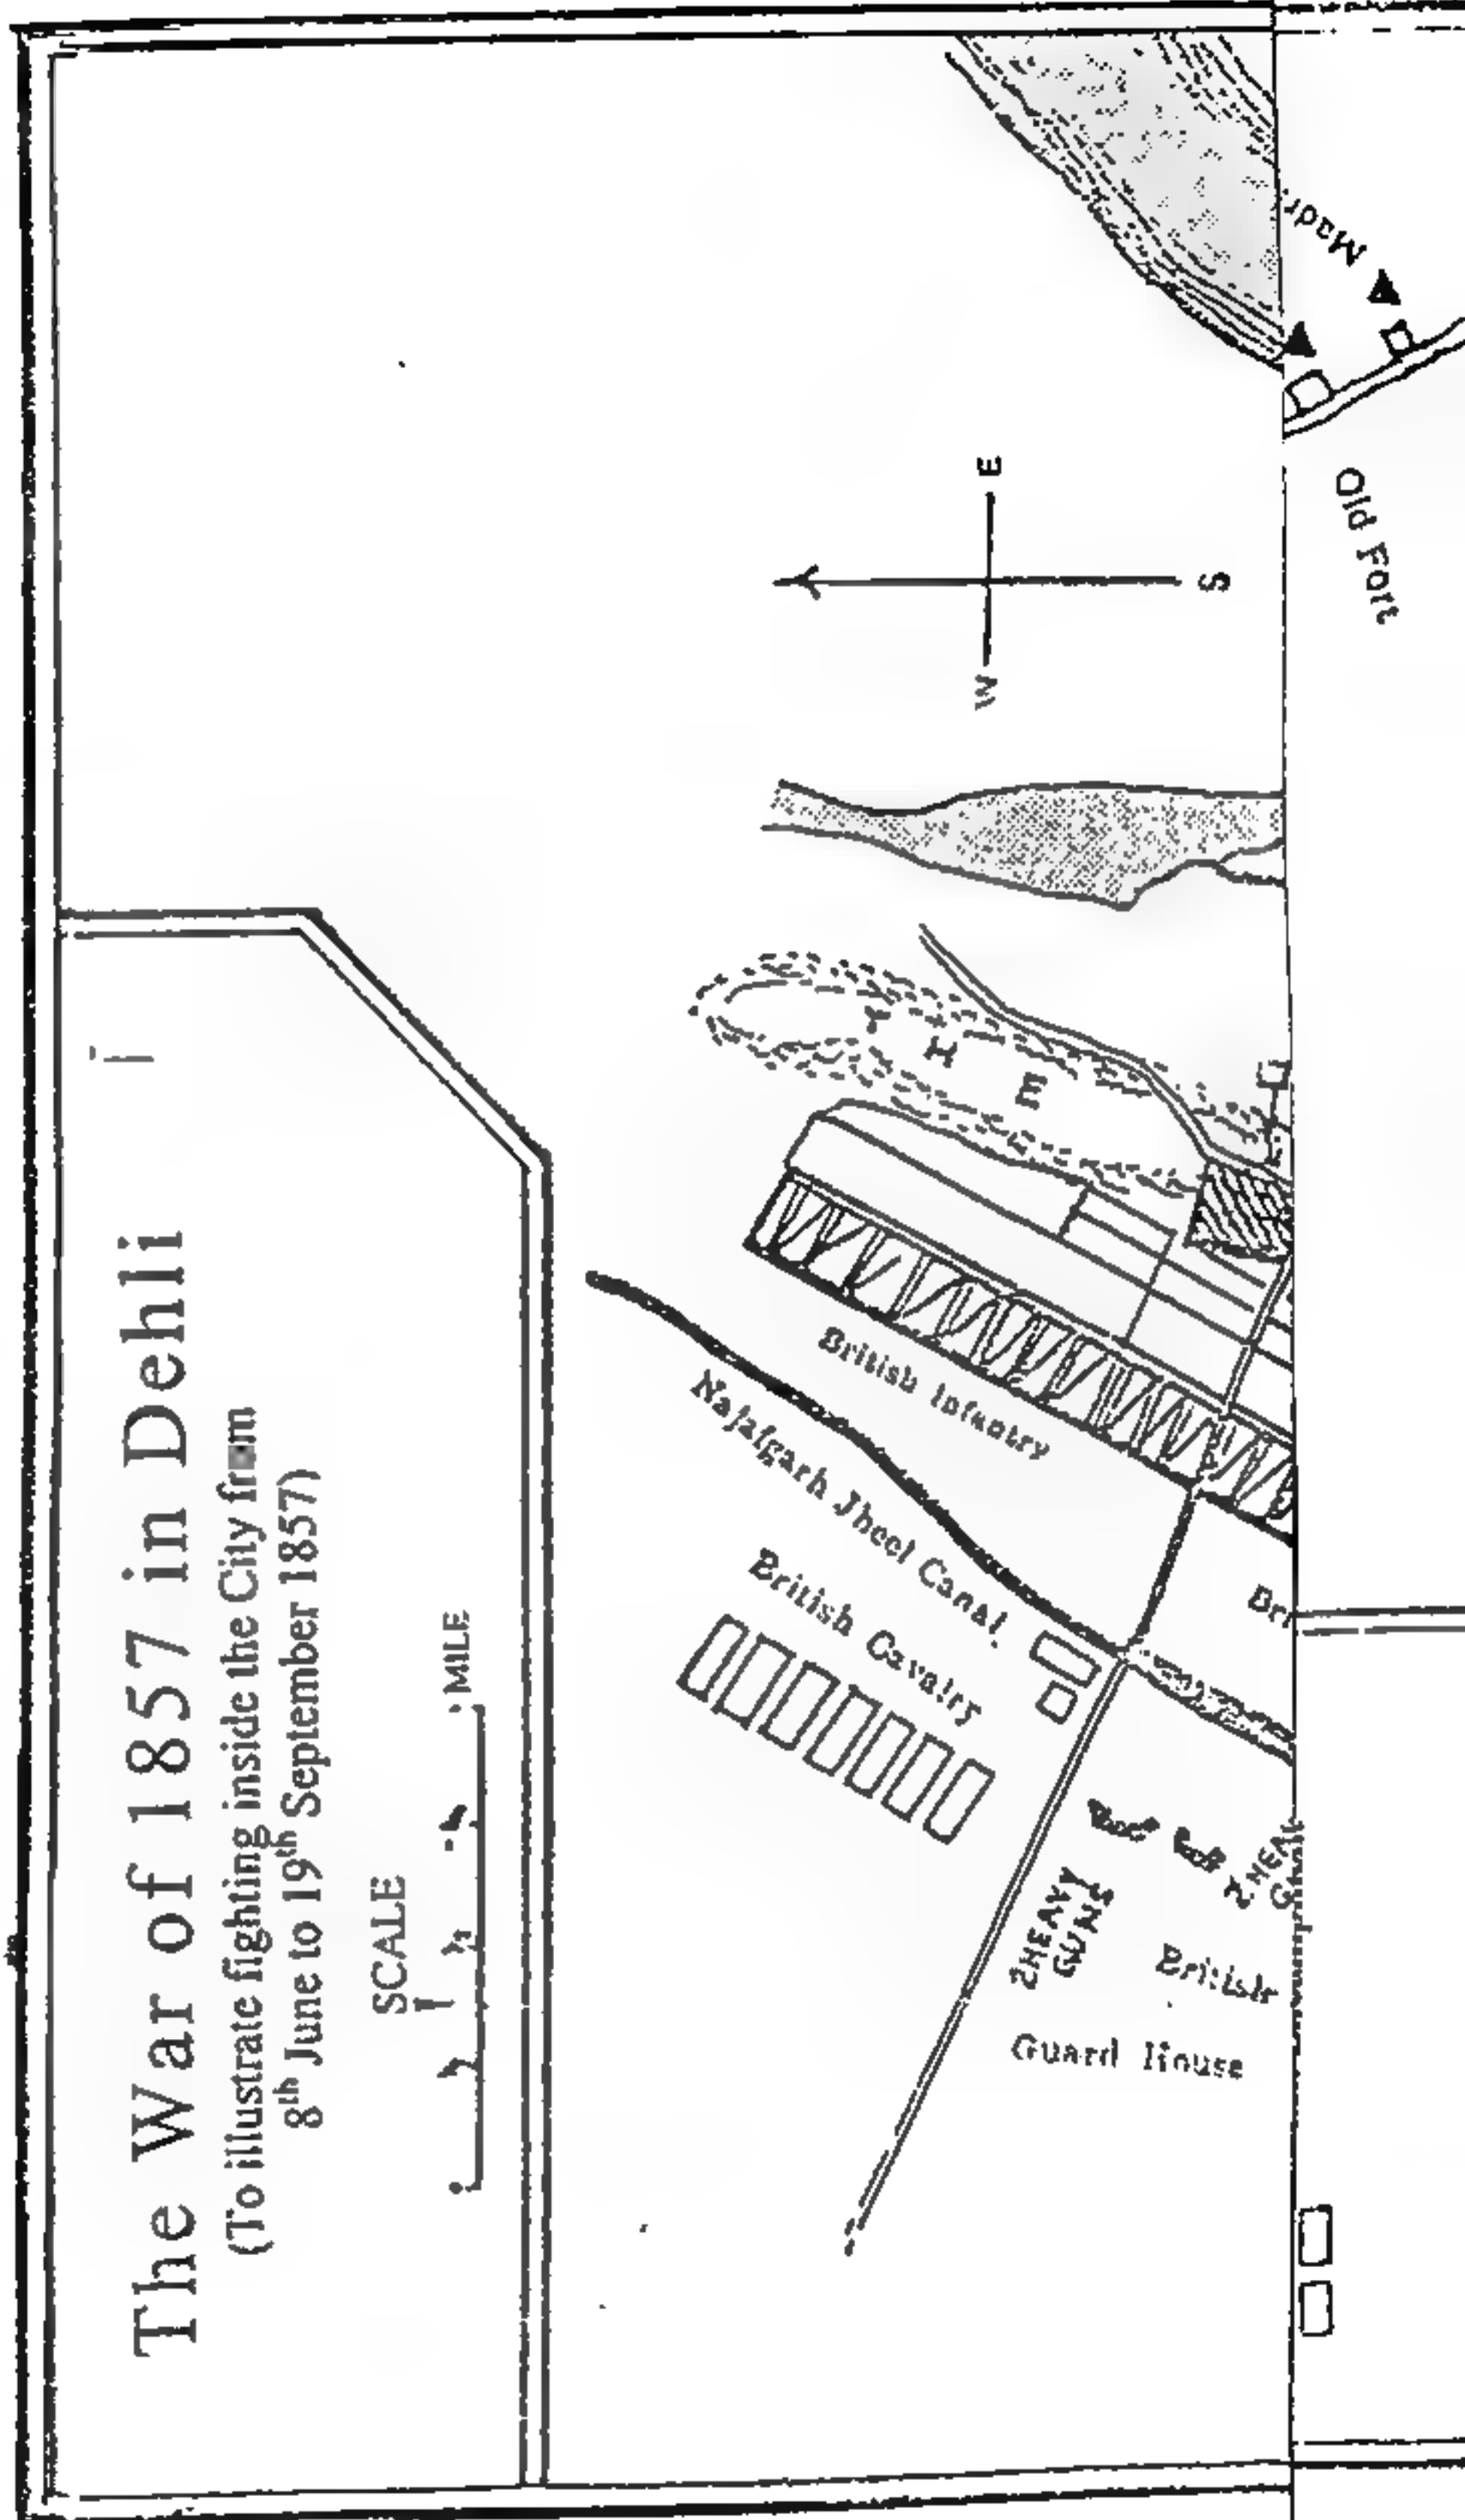 The War of 1857 in Dehli
(To illustrate fighting inside the City from
8th June to 19th September 1857)
SCALE
MILE
E
W
S
Old Fort
THE
British Infantry
Najafgarh Jheel Canal
British Cavalry
2 HEAVY
GUNS
British
Guard House